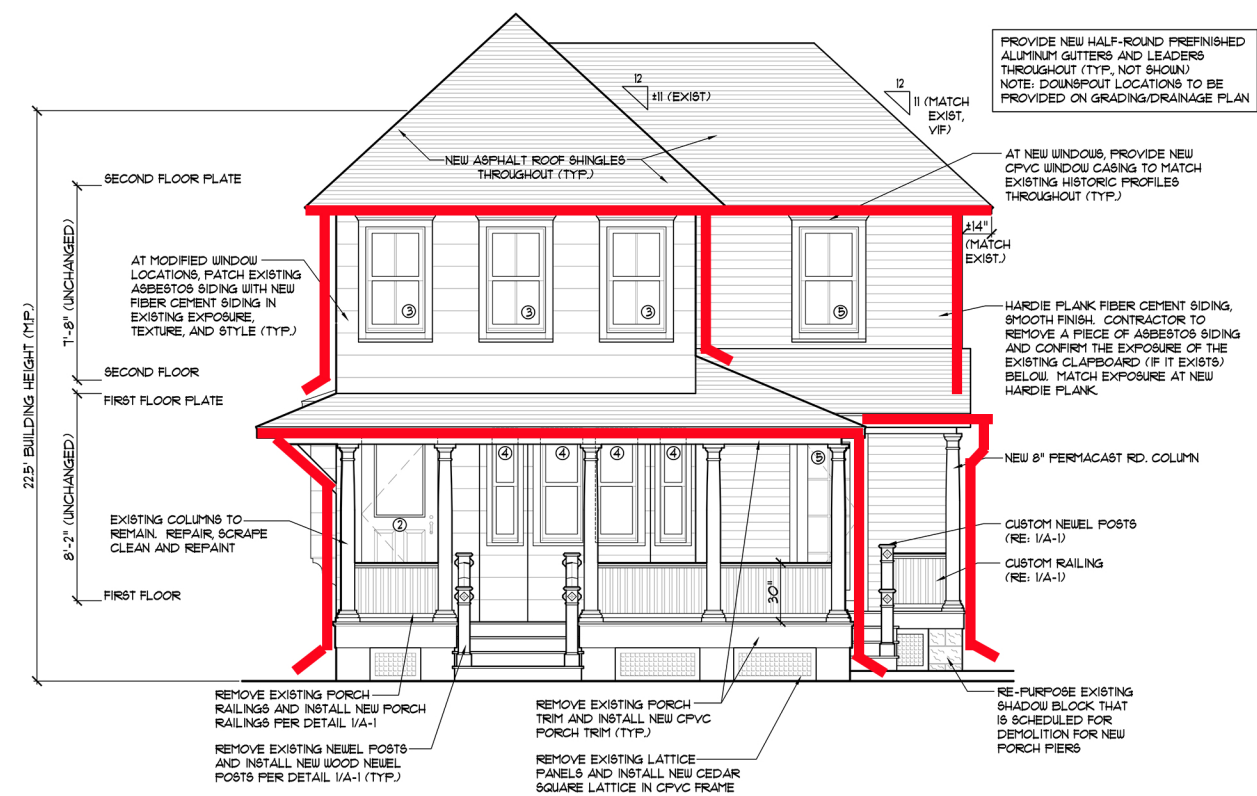 PROVIDE NEW HALF-ROUND PREFINISHED
ALUMINUM GUTTERS AND LEADERS
THROUGHOUT (TYP., NOT SHOWN)
NOTE: DOWNSPOUT LOCATIONS TO BE
PROVIDED ON GRADING/DRAINAGE PLAN
12
±11 (EXIST)
12
11 (MATCH
EXIST,
VIF)
NEW ASPHALT ROOF SHINGLES
THROUGHOUT (TYP.)
AT NEW WINDOWS, PROVIDE NEW
CPVC WINDOW CASING TO MATCH
EXISTING HISTORIC PROFILES
THROUGHOUT (TYP.)
SECOND FLOOR PLATE
±14"
(MATCH
EXIST.)
7'-8" (UNCHANGED)
AT MODIFIED WINDOW
LOCATIONS, PATCH EXISTING
ASBESTOS SIDING WITH NEW
FIBER CEMENT SIDING IN
EXISTING EXPOSURE,
TEXTURE, AND STYLE (TYP.)
3
3
3
5
HARDIE PLANK FIBER CEMENT SIDING,
SMOOTH FINISH. CONTRACTOR TO
REMOVE A PIECE OF ASBESTOS SIDING
AND CONFIRM THE EXPOSURE OF THE
EXISTING CLAPBOARD (IF IT EXISTS)
BELOW. MATCH EXPOSURE AT NEW
HARDIE PLANK.
22.5' BUILDING HEIGHT (M.P.)
SECOND FLOOR
FIRST FLOOR PLATE
8'-2" (UNCHANGED)
4
4
4
4
5
NEW 8" PERMACAST RD. COLUMN
EXISTING COLUMNS TO
REMAIN. REPAIR, SCRAPE
CLEAN AND REPAINT
2
CUSTOM NEWEL POSTS
(RE: 1/A-1)
CUSTOM RAILING
(RE: 1/A-1)
30"
FIRST FLOOR
REMOVE EXISTING PORCH
RAILINGS AND INSTALL NEW PORCH
RAILINGS PER DETAIL 1/A-1
REMOVE EXISTING NEWEL POSTS
AND INSTALL NEW WOOD NEWEL
POSTS PER DETAIL 1/A-1 (TYP.)
REMOVE EXISTING PORCH
TRIM AND INSTALL NEW CPVC
PORCH TRIM (TYP.)
REMOVE EXISTING LATTICE
PANELS AND INSTALL NEW CEDAR
SQUARE LATTICE IN CPVC FRAME
RE-PURPOSE EXISTING
SHADOW BLOCK THAT
IS SCHEDULED FOR
DEMOLITION FOR NEW
PORCH PIERS